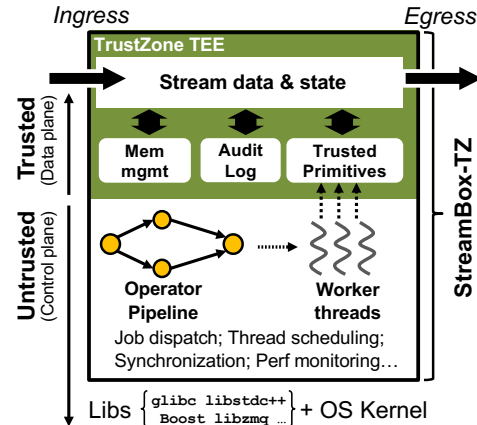 Ingress
Egress
TrustZone TEE
Stream data & state
Mem
mgmt
Audit
Log
Trusted
Primitives
Trusted
(Data plane)
Untrusted
(Control plane)
Operator
Pipeline
Worker
threads
Job dispatch; Thread scheduling;
Synchronization; Perf monitoring…
StreamBox-TZ
Libs { glibc libstdc++
Boost libzmq … } + OS Kernel